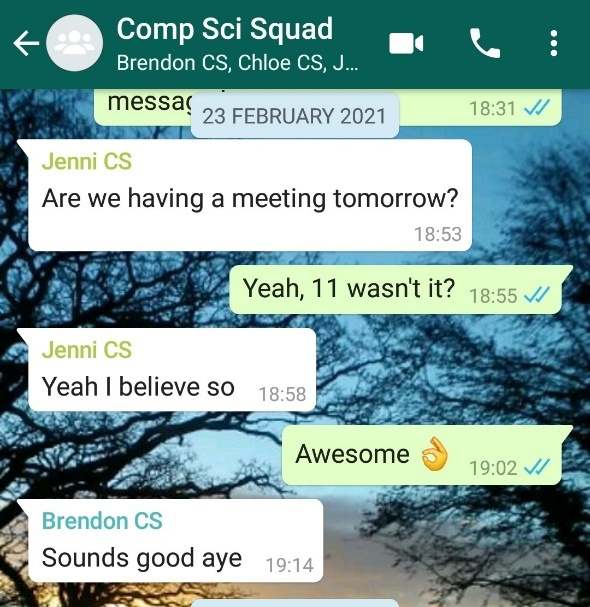 Comp Sci Squad
Brendon CS, Chloe CS, J...
18:31
23 FEBRUARY 2021
Jenni CS
Are we having a meeting tomorrow?
18:53
Yeah, 11 wasn't it? 18:55
Jenni CS
Yeah I believe so 18:58
Awesome 👌 19:02
Brendon CS
Sounds good aye 19:14